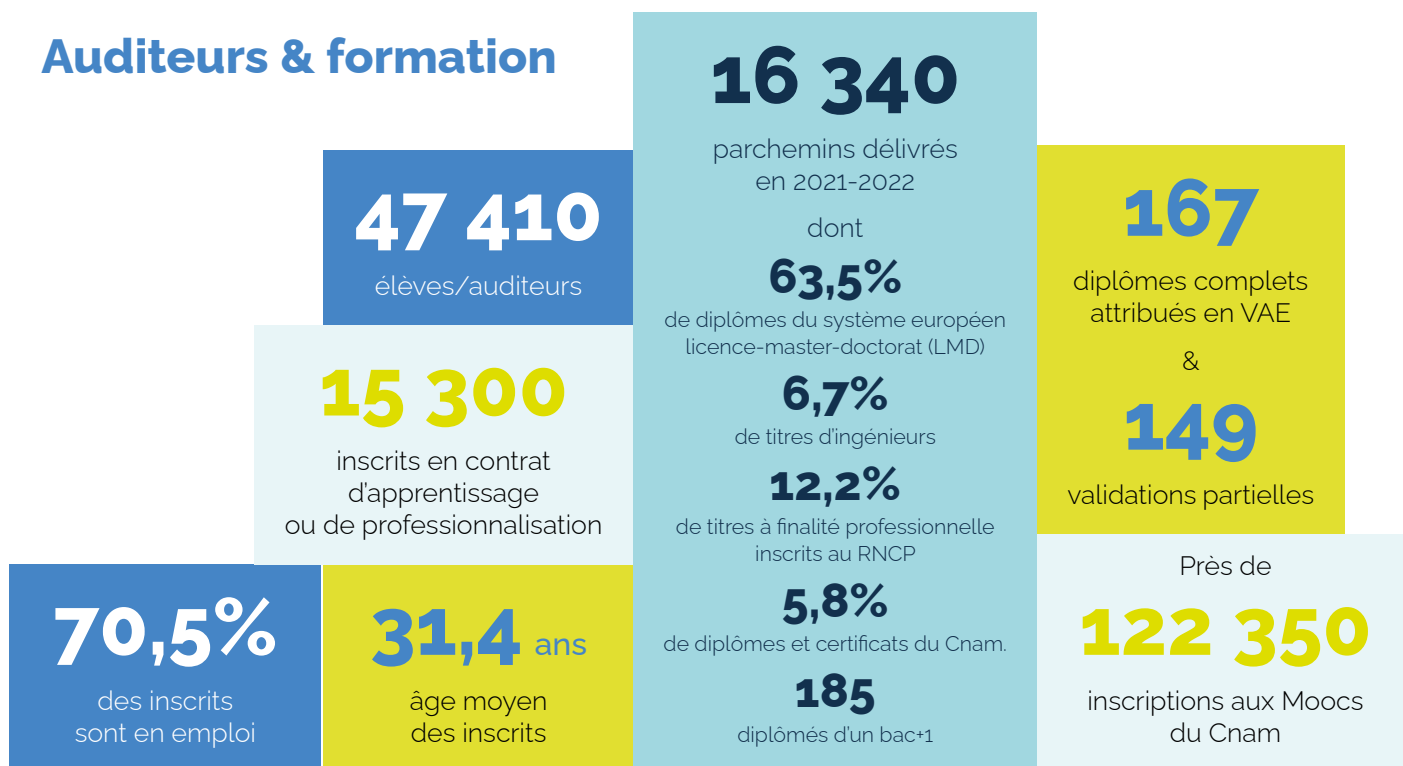 Auditeurs & formation
47 410
élèves/auditeurs
15 300
inscrits en contrat
d'apprentissage
ou de professionnalisation
70,5%
des inscrits
sont en emploi
31,4 ans
âge moyen
des inscrits
16 340
parchemins délivrés
en 2021-2022
dont
63,5%
de diplômes du système européen
licence-master-doctorat (LMD)
6,7%
de titres d'ingénieurs
12,2%
de titres à finalité professionnelle
inscrits au RNCP
5,8%
de diplômes et certificats du Cnam.
185
diplômés d'un bac+1
167
diplômes complets
attribués en VAE
&
149
validations partielles
Près de
122 350
inscriptions aux Moocs
du Cnam